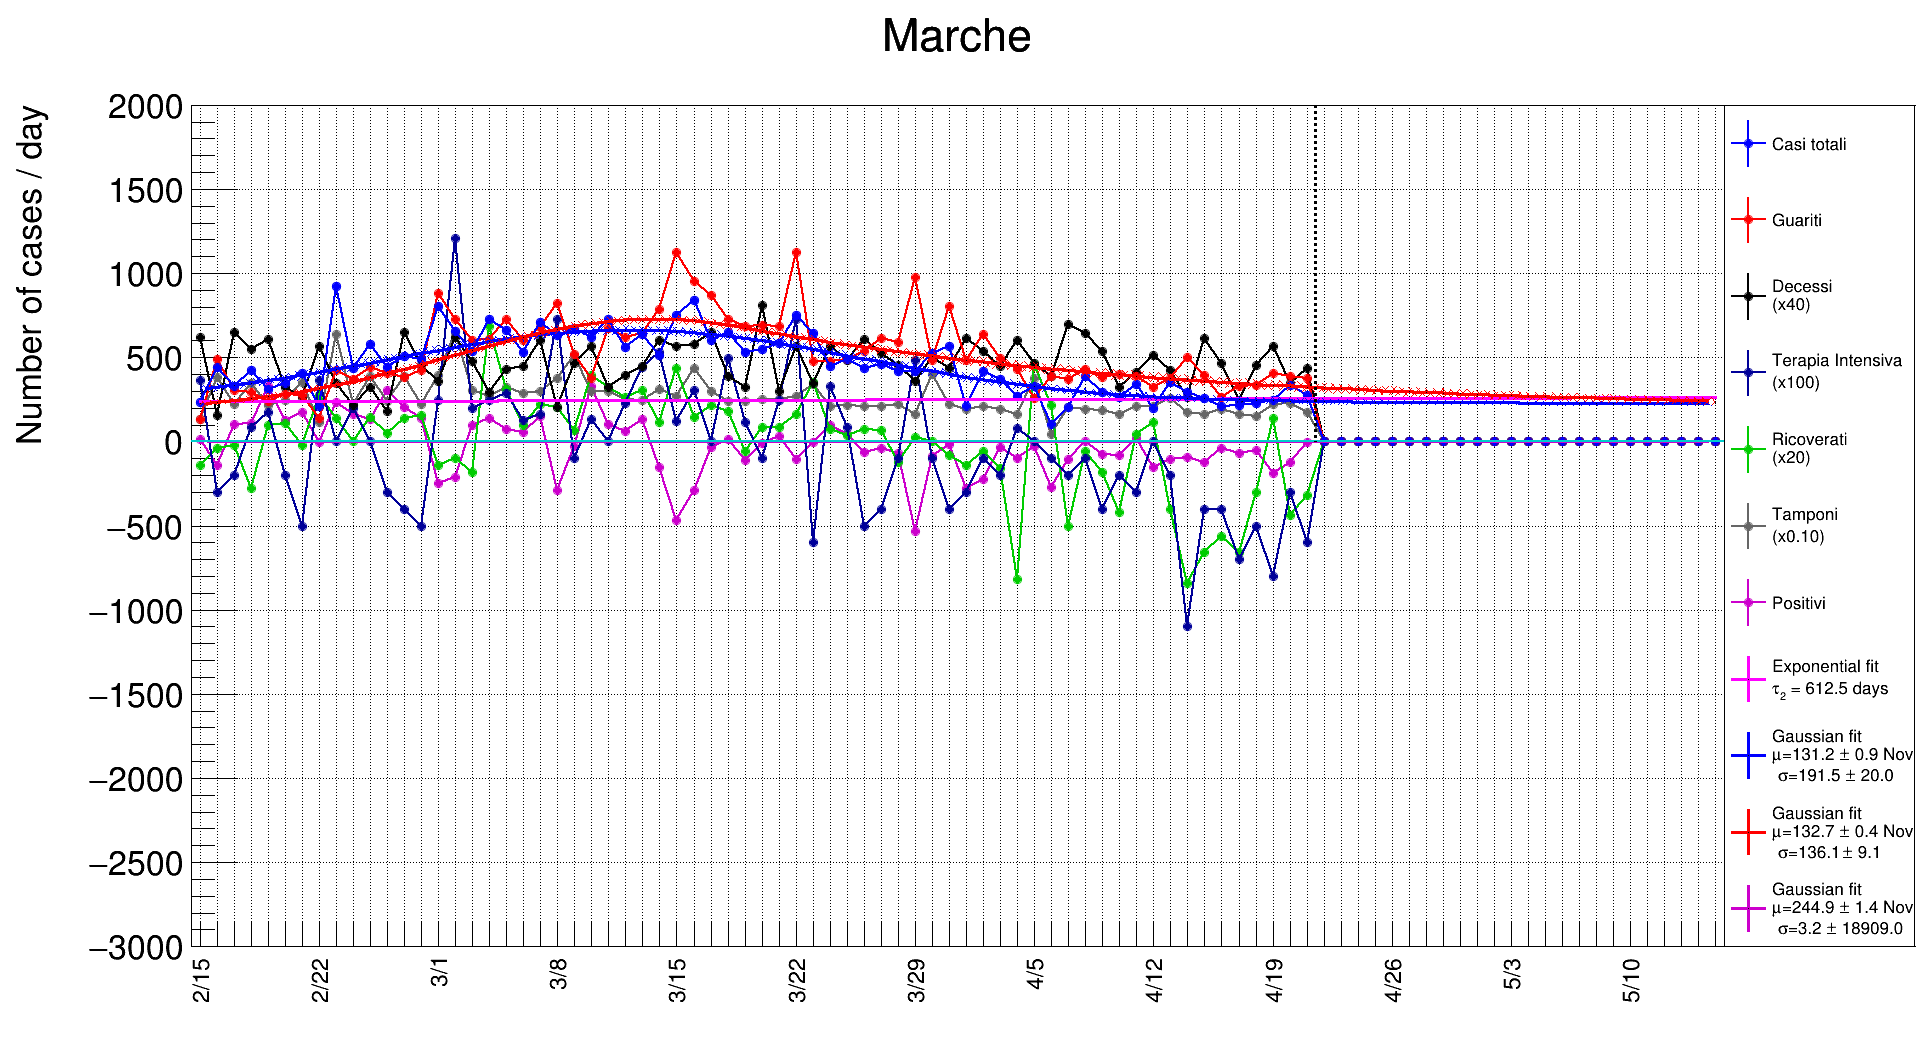 Marche
Number of cases / day
2000
1500
1000
500
0
−500
−1000
−1500
−2000
−2500
−3000
2/15
2/22
3/1
3/8
3/15
3/22
3/29
4/5
4/12
4/19
4/26
5/3
5/10
Casi totali
Guariti
Decessi
(x40)
Terapia Intensiva
(x100)
Ricoverati
(x20)
Tamponi
(x0.10)
Positivi
Exponential fit
τ2 = 612.5 days
Gaussian fit
μ=131.2 ± 0.9 Nov
σ=191.5 ± 20.0
Gaussian fit
μ=132.7 ± 0.4 Nov
σ=136.1 ± 9.1
Gaussian fit
μ=244.9 ± 1.4 Nov
σ=3.2 ± 18909.0